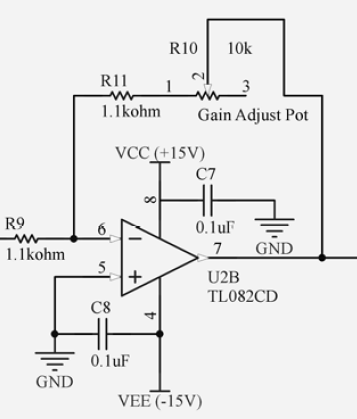 R10 10k
2
R11 1 3
1.1kohm Gain Adjust Pot
VCC (+15V)
C7
8
0.1uF
R9 6 GND
7
1.1kohm
5 U2B
TL082CD
C8
4
0.1uF
GND
VEE (-15V)